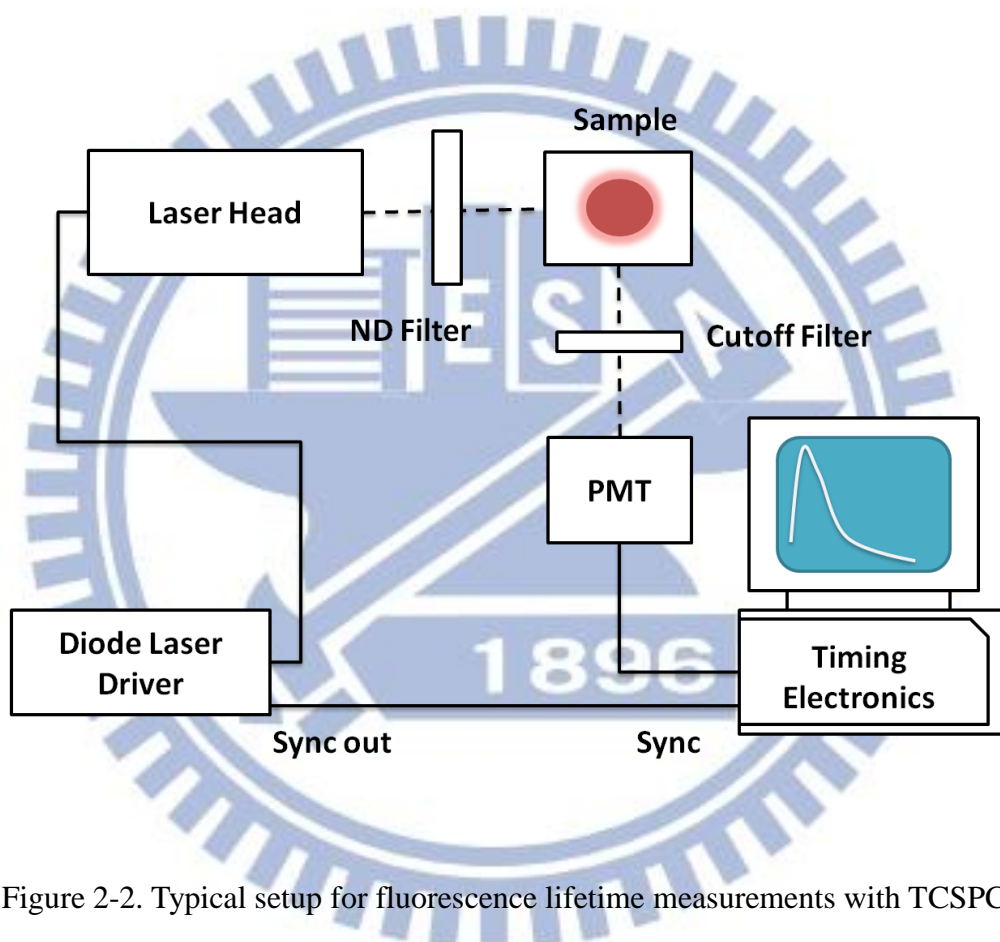 Sample
Laser Head
ND Filter
Cutoff Filter
PMT
Diode Laser
Driver
Timing
Electronics
Sync out
Sync
ESA
1896
Figure 2-2. Typical setup for fluorescence lifetime measurements with TCSPC